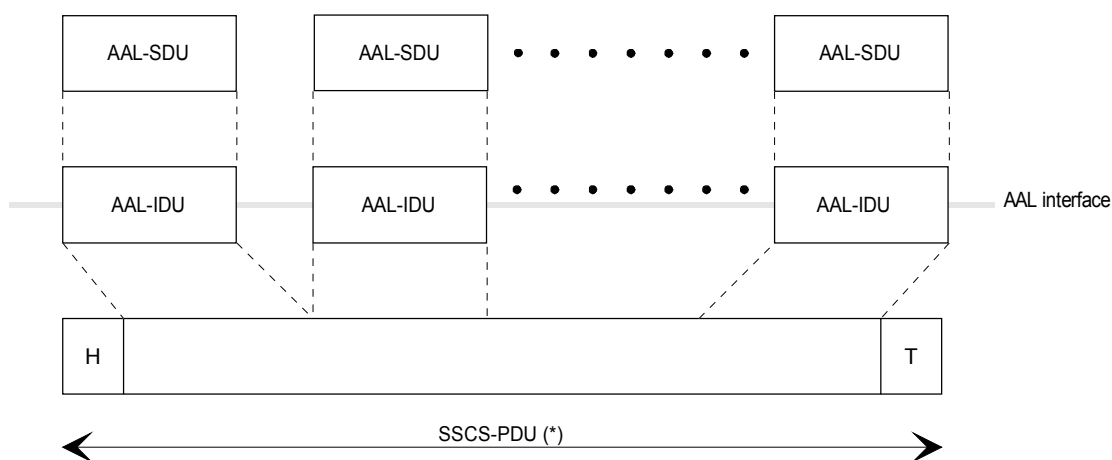 AAL-SDU AAL-SDU AAL-SDU
AAL-IDU AAL-IDU AAL-IDU AAL interface
H T
SSCS-PDU (*)